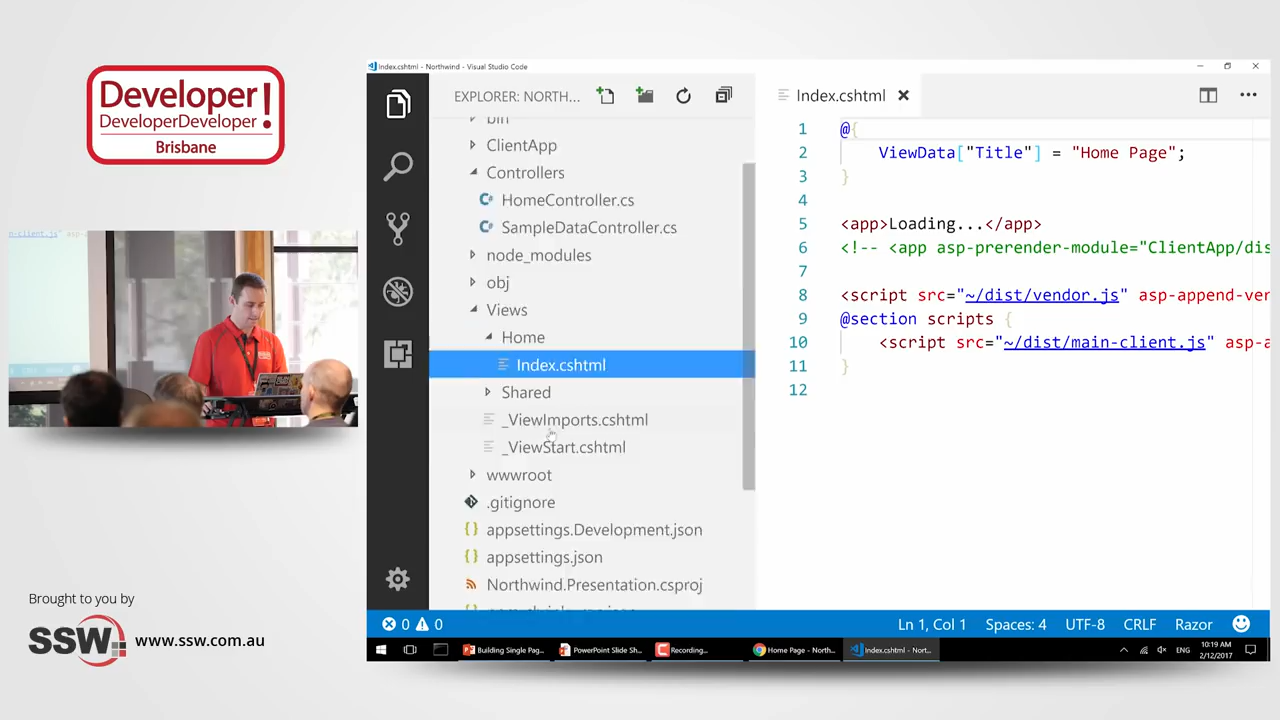 Developer!
DeveloperDeveloper
Brisbane
Brought to you by
SSW
www.ssw.com.au
Index.cshtml - Northwind - Visual Studio Code
EXPLORER: NORTH...
bin
ClientApp
Controllers
HomeController.cs
SampleDataController.cs
node_modules
obj
Views
Home
Index.cshtml
Shared
_ViewImports.cshtml
_ViewStart.cshtml
wwwroot
.gitignore
appsettings.Development.json
appsettings.json
Northwind.Presentation.csproj
Index.cshtml
1 @{
2 ViewData["Title"] = "Home Page";
3 }
4
5 <app>Loading...</app>
6 <!-- <app asp-prerender-module="ClientApp/dis
7
8 <script src="~/dist/vendor.js" asp-append-ver
9 @section scripts {
10 <script src="~/dist/main-client.js" asp-a
11 }
12
0 0 Ln 1, Col 1 Spaces: 4 UTF-8 CRLF Razor
Building Single Pag... PowerPoint Slide Sh... Recording... Home Page - North... Index.cshtml - Nort... ENG 10:19 AM
2/12/2017